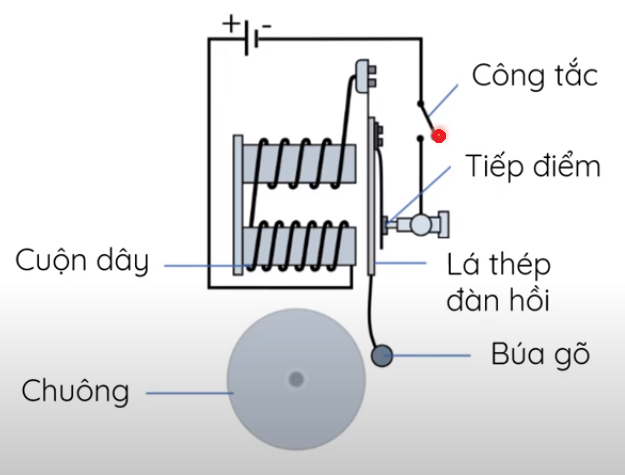 + -
Công tắc
Tiếp điểm
Cuộn dây
Lá thép
đàn hồi
Búa gõ
Chuông